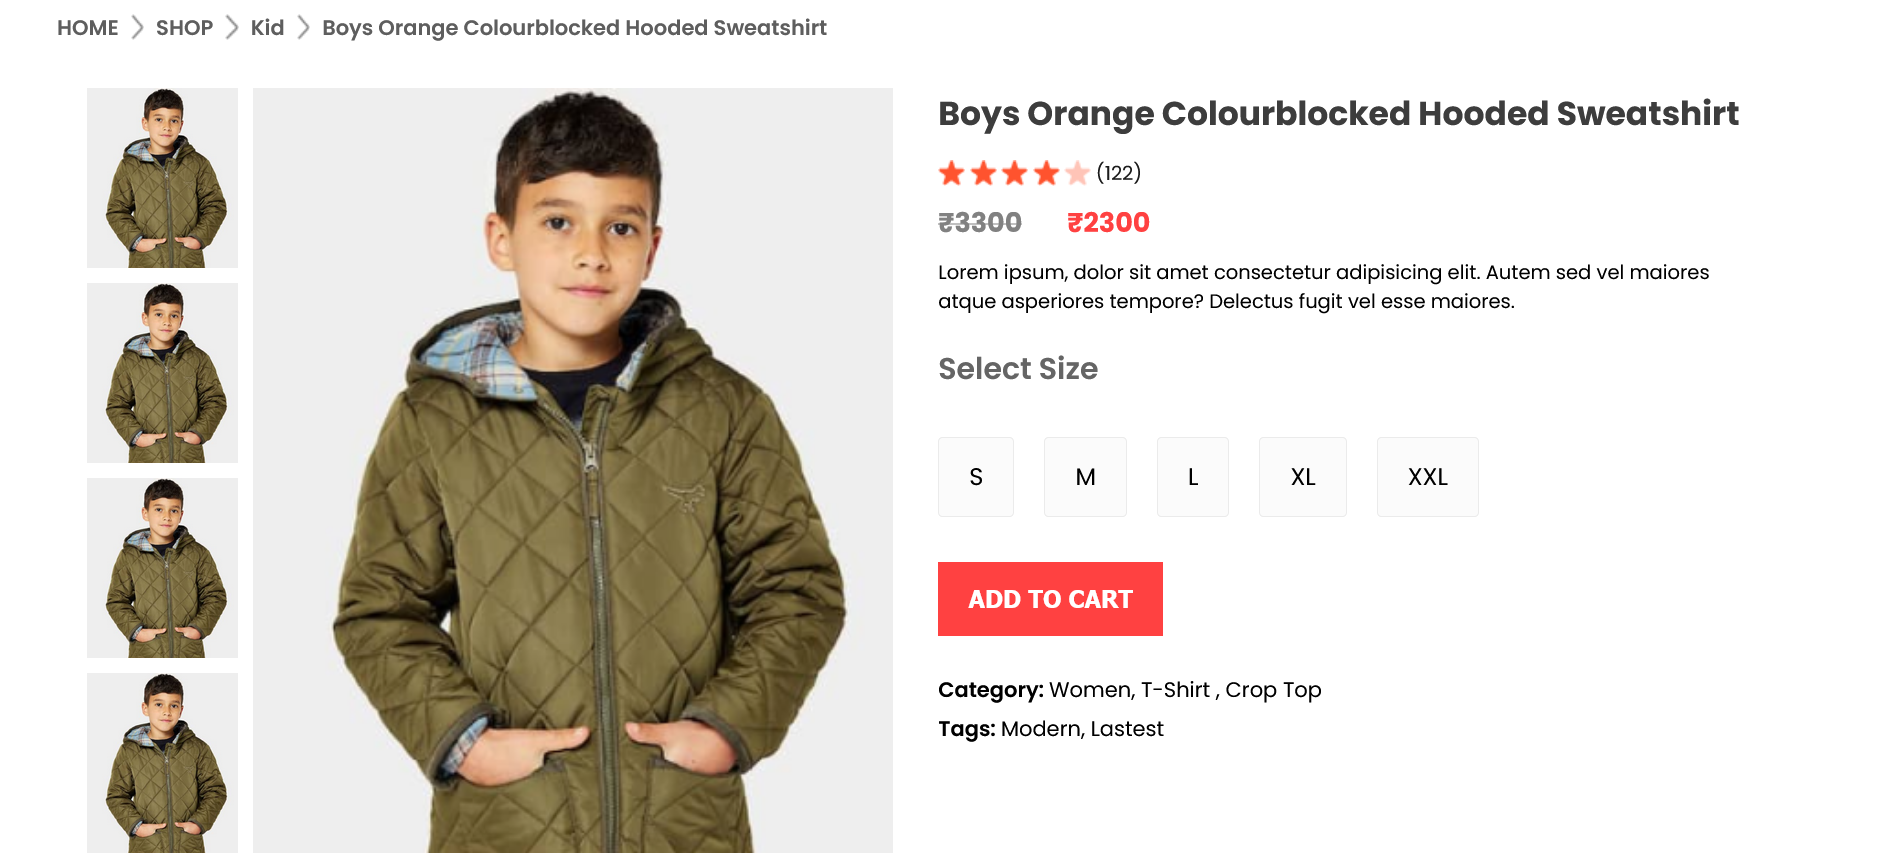 HOME SHOP Kid Boys Orange Colourblocked Hooded Sweatshirt
Boys Orange Colourblocked Hooded Sweatshirt
(122)
₹3300 ₹2300
Lorem ipsum, dolor sit amet consectetur adipisicing elit. Autem sed vel maiores
atque asperiores tempore? Delectus fugit vel esse maiores.
Select Size
S M L XL XXL
ADD TO CART
Category: Women, T-Shirt , Crop Top
Tags: Modern, Lastest